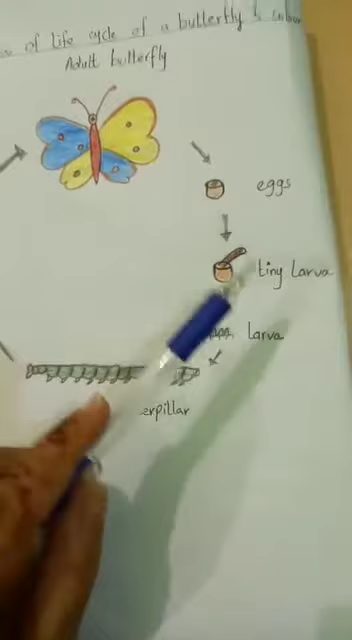 of life cycle of a butterfly &
Adult butterfly
eggs
tiny larva
larva
erpillar